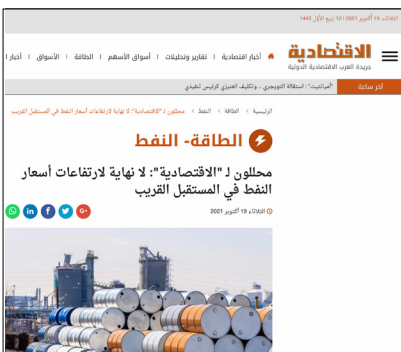 الثلاثاء 19 أكتوبر 2021 | 12 ربيع الأول 1443
الاقتصادية
جريدة العرب الاقتصادية الدولية
أخبار اقتصادية | تقارير وتحليلات | أسواق الأسهم | الطاقة | الأسواق | أخبار ا
آخر ساعة
"أميانتيت": استقالة التويجري .. وتكليف العنيزي كرئيس تنفيذي
الرئيسية > الطاقة > النفط > محللون لـ "الاقتصادية": لا نهاية لارتفاعات أسعار النفط في المستقبل القريب
الطاقة- النفط
محللون لـ "الاقتصادية": لا نهاية لارتفاعات أسعار
النفط في المستقبل القريب
الثلاثاء 19 أكتوبر 2021